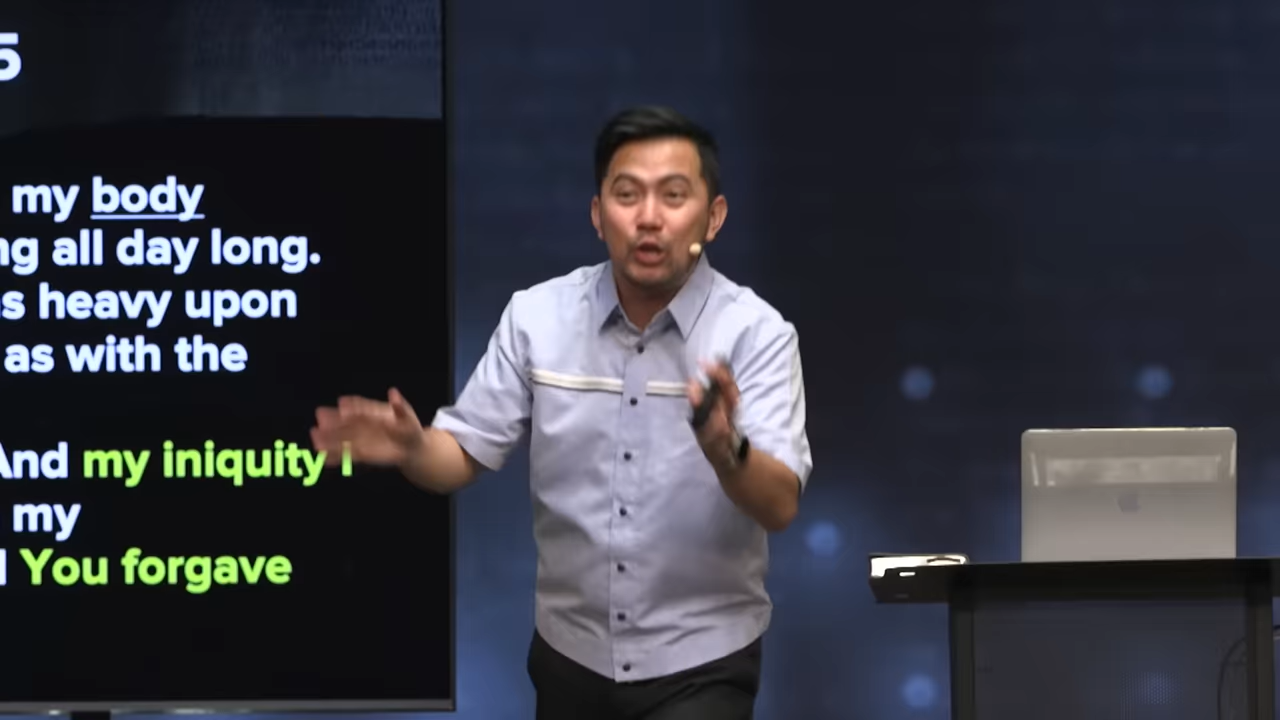 5
my body
ng all day long.
s heavy upon
as with the
And my iniquity I
my
You forgave